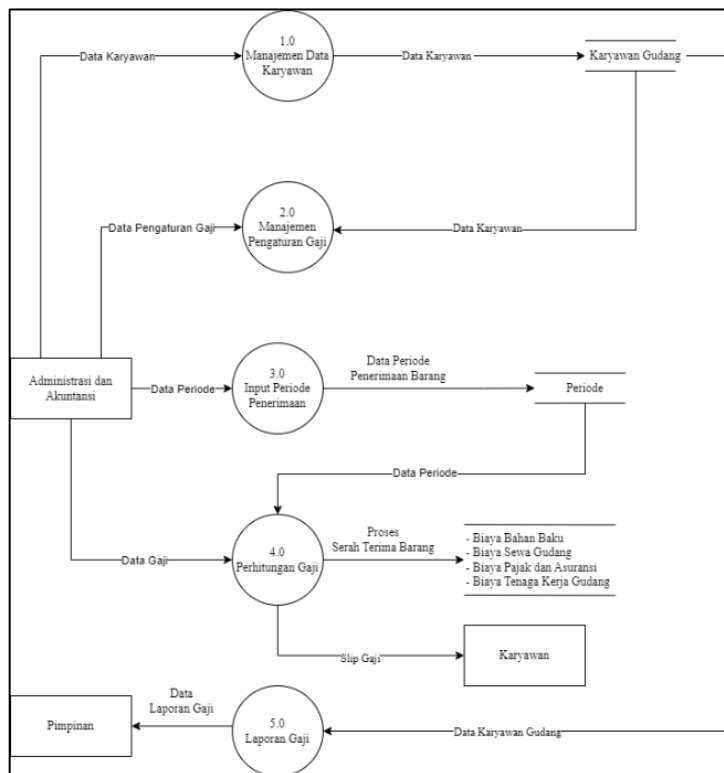 1.0
Manajemen Data
Karyawan
Data Karyawan
Data Karyawan
Karyawan Gudang
2.0
Manajemen
Pengaturan Gaji
Data Pengaturan Gaji
Data Karyawan
Administrasi dan
Akuntansi
Data Periode
3.0
Input Periode
Penerimaan
Data Periode
Penerimaan Barang
Periode
Data Periode
Data Gaji
4.0
Perhitungan Gaji
Proses
Serah Terima Barang
- Biaya Bahan Baku
- Biaya Sewa Gudang
- Biaya Pajak dan Asuransi
- Biaya Tenaga Kerja Gudang
Slip Gaji
Karyawan
Pimpinan
Data
Laporan Gaji
5.0
Laporan Gaji
Data Karyawan Gudang